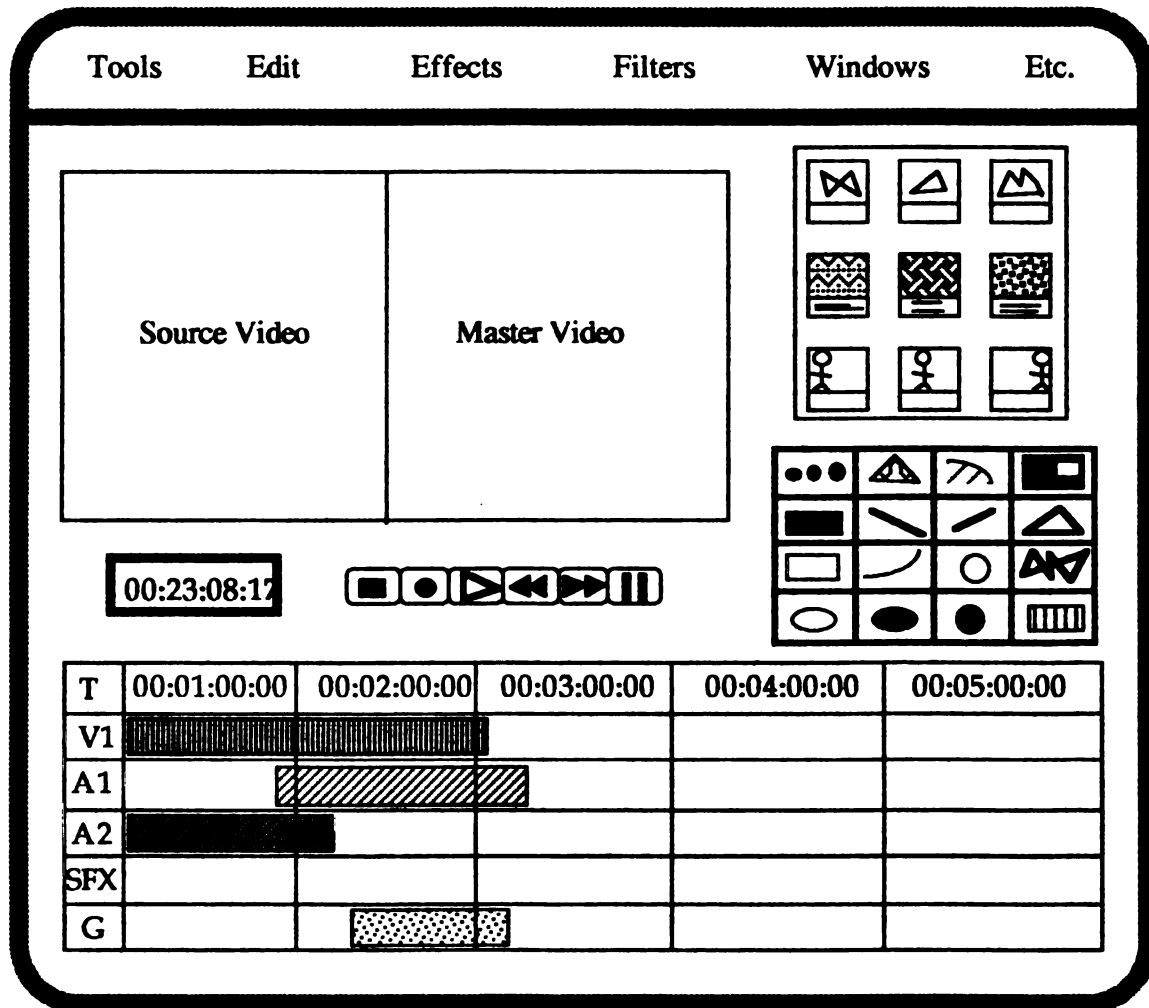 Tools Edit Effects Filters Windows Etc.
Source Video Master Video
00:23:08:17
T 00:01:00:00 00:02:00:00 00:03:00:00 00:04:00:00 00:05:00:00
V1
A1
A2
SFX
G